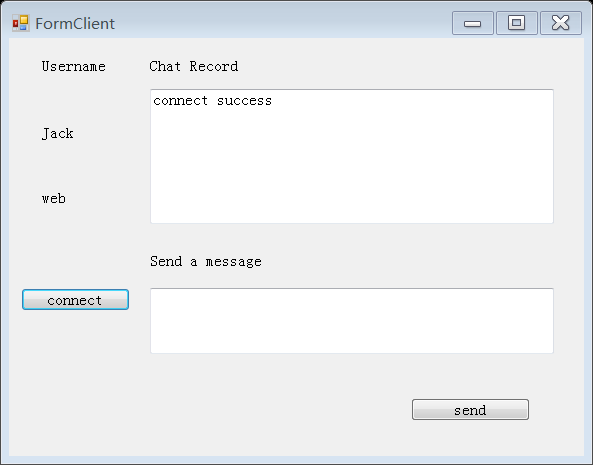 FormClient
Username Chat Record
connect success
Jack
web
Send a message
connect
send